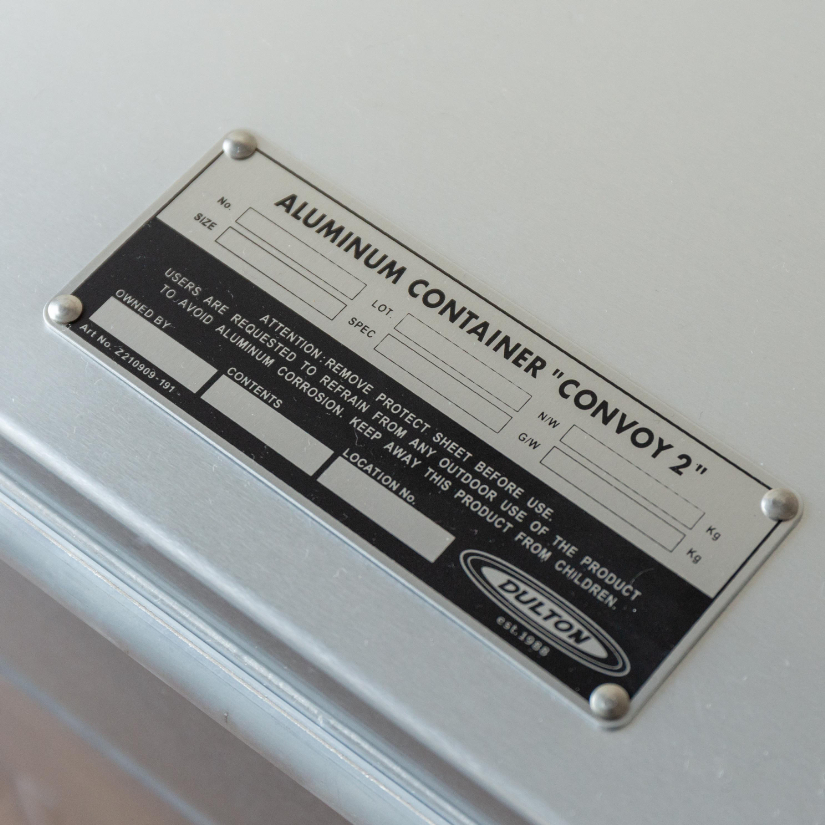 ALUMINUM CONTAINER "CONVOY 2"
No. LOT. N/W Kg
SIZE SPEC G/W Kg
ATTENTION: REMOVE PROTECT SHEET BEFORE USE.
USERS ARE REQUESTED TO REFRAIN FROM ANY OUTDOOR USE OF THE PRODUCT
TO AVOID ALUMINUM CORROSION. KEEP AWAY THIS PRODUCT FROM CHILDREN.
OWNED BY CONTENTS LOCATION No.
Art No. Z210909-191
DULTON
est.1988